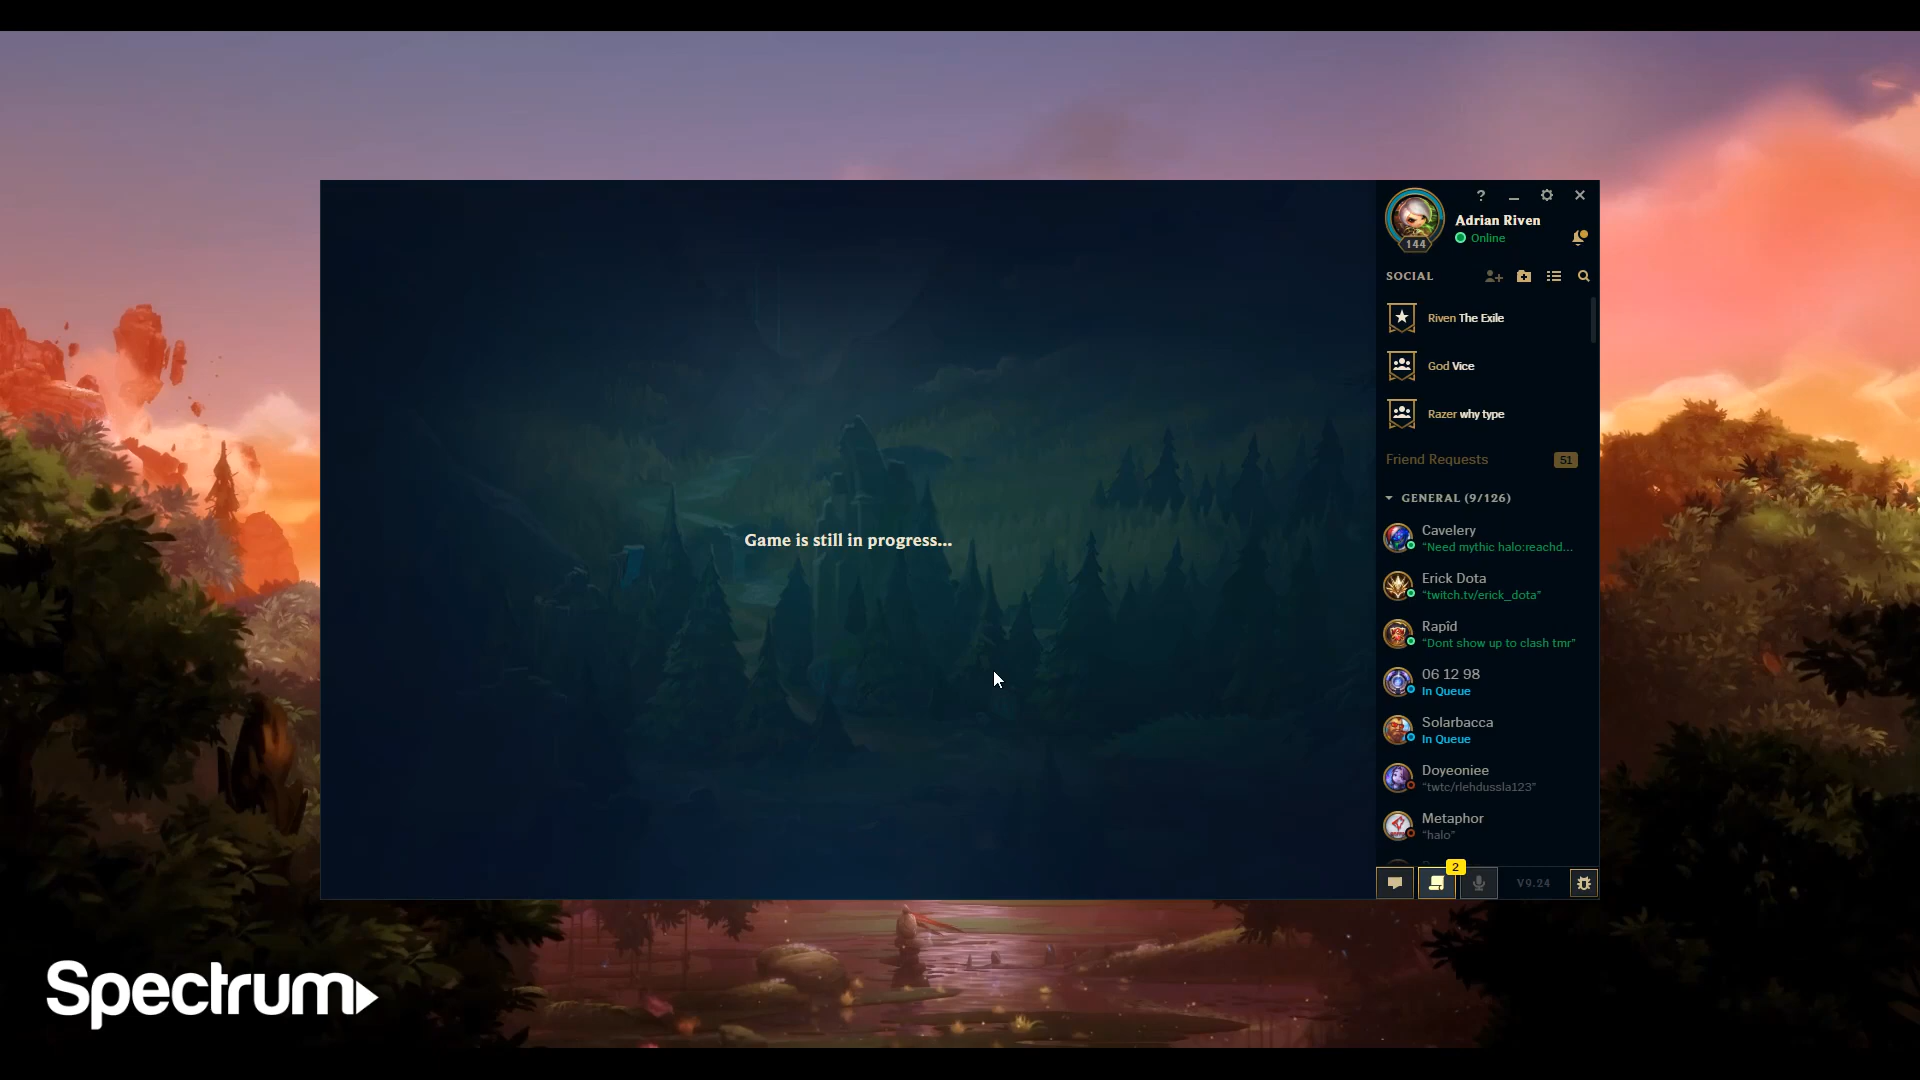 ?
Adrian Riven
144
Online
SOCIAL
Riven The Exile
God Vice
Razer why type
Friend Requests
51
GENERAL (9/126)
Cavelery
"Need mythic halo:reachd...
Erick Dota
"twitch.tv/erick_dota"
Game is still in progress...
Rapîd
"Dont show up to clash tmr"
06 12 98
In Queue
Solarbacca
In Queue
Doyeoniee
"twtc/rlehdussla123"
Metaphor
"halo"
2
V9.24
Spectrum